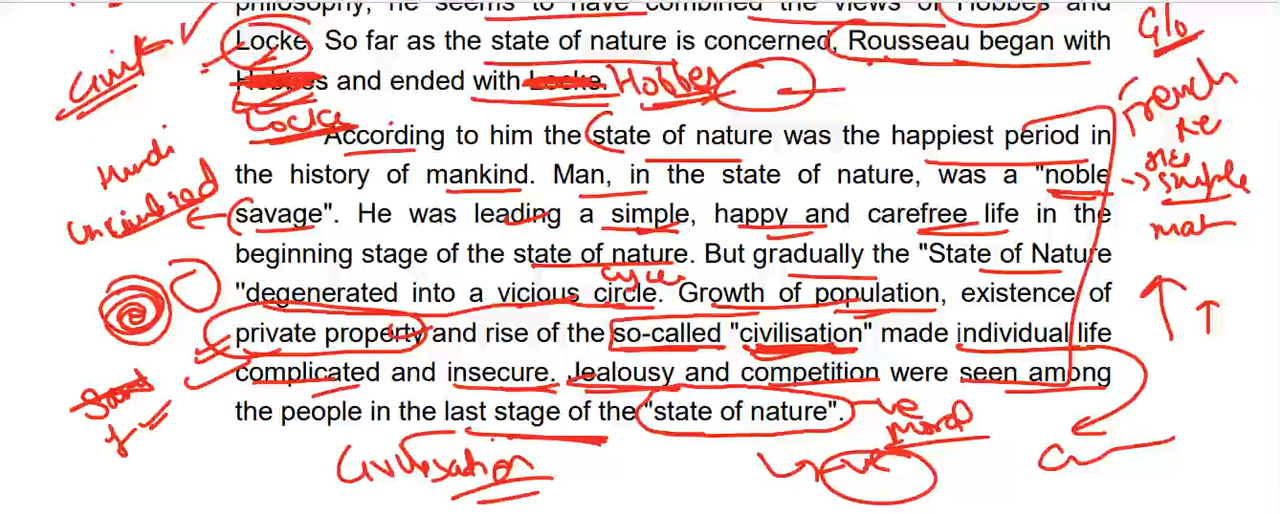 philosophy, he seems to have combined the views of Hobbes and
Locke. So far as the state of nature is concerned, Rousseau began with
Hobbes and ended with Locke. Hobbes
Locke
According to him the state of nature was the happiest period in
the history of mankind. Man, in the state of nature, was a "noble
savage". He was leading a simple, happy and carefree life in the
beginning stage of the state of nature. But gradually the "State of Nature
cycle
"degenerated into a vicious circle. Growth of population, existence of
private property and rise of the so-called "civilisation" made individual life
complicated and insecure. Jealousy and competition were seen among
the people in the last stage of the "state of nature".
Civilisation
-ve
moral
French
simple
man